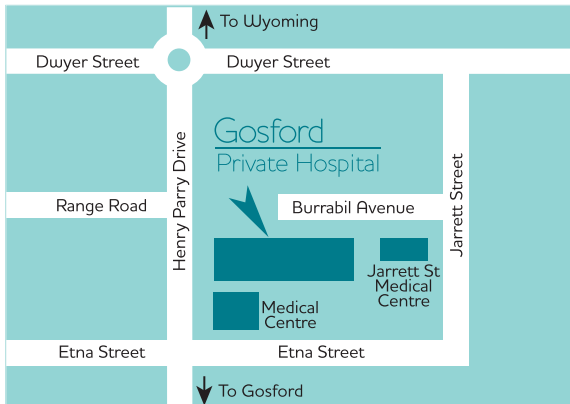 To Wyoming
Dwyer Street
Dwyer Street
Gosford
Private Hospital
Henry Parry Drive
Jarrett Street
Range Road
Burrabil Avenue
Jarrett St
Medical
Centre
Medical
Centre
Etna Street
Etna Street
To Gosford